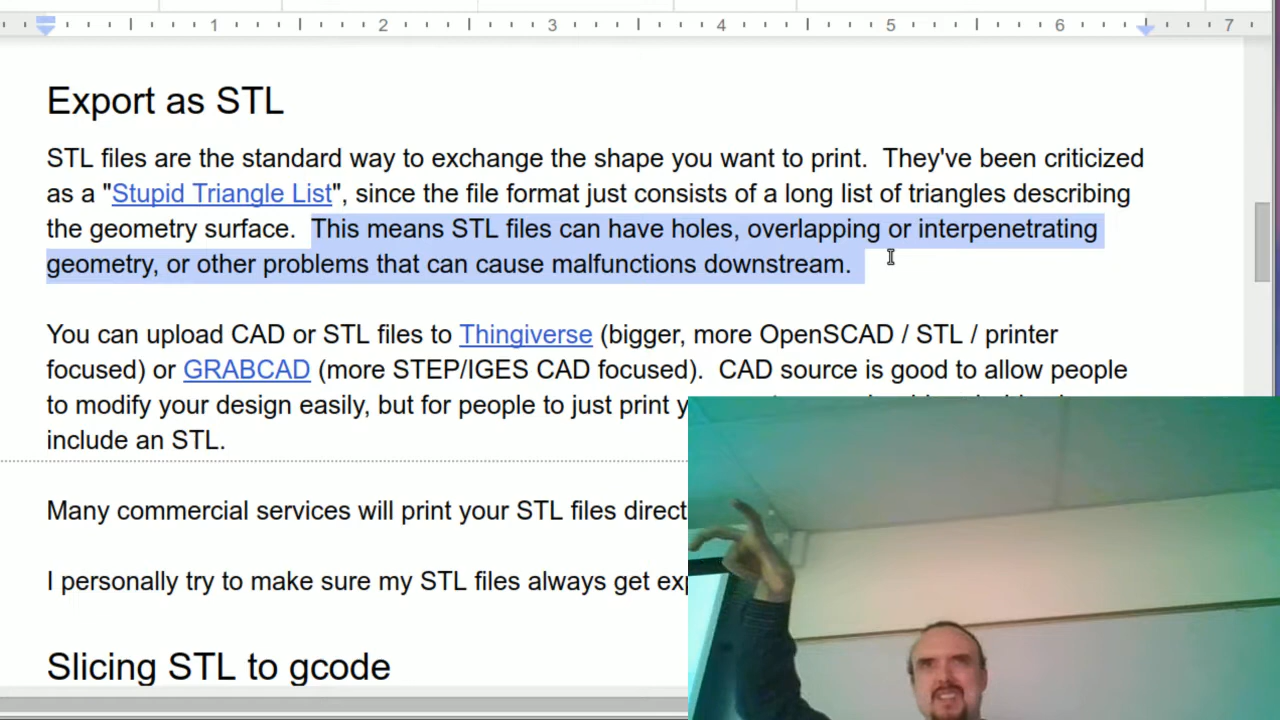 1 2 3 4 5 6 7
Export as STL
STL files are the standard way to exchange the shape you want to print. They've been criticized
as a "Stupid Triangle List", since the file format just consists of a long list of triangles describing
the geometry surface. This means STL files can have holes, overlapping or interpenetrating
geometry, or other problems that can cause malfunctions downstream.
You can upload CAD or STL files to Thingiverse (bigger, more OpenSCAD / STL / printer
focused) or GRABCAD (more STEP/IGES CAD focused). CAD source is good to allow people
to modify your design easily, but for people to just print
include an STL.
Many commercial services will print your STL files
I personally try to make sure my STL files always get
Slicing STL to gcode